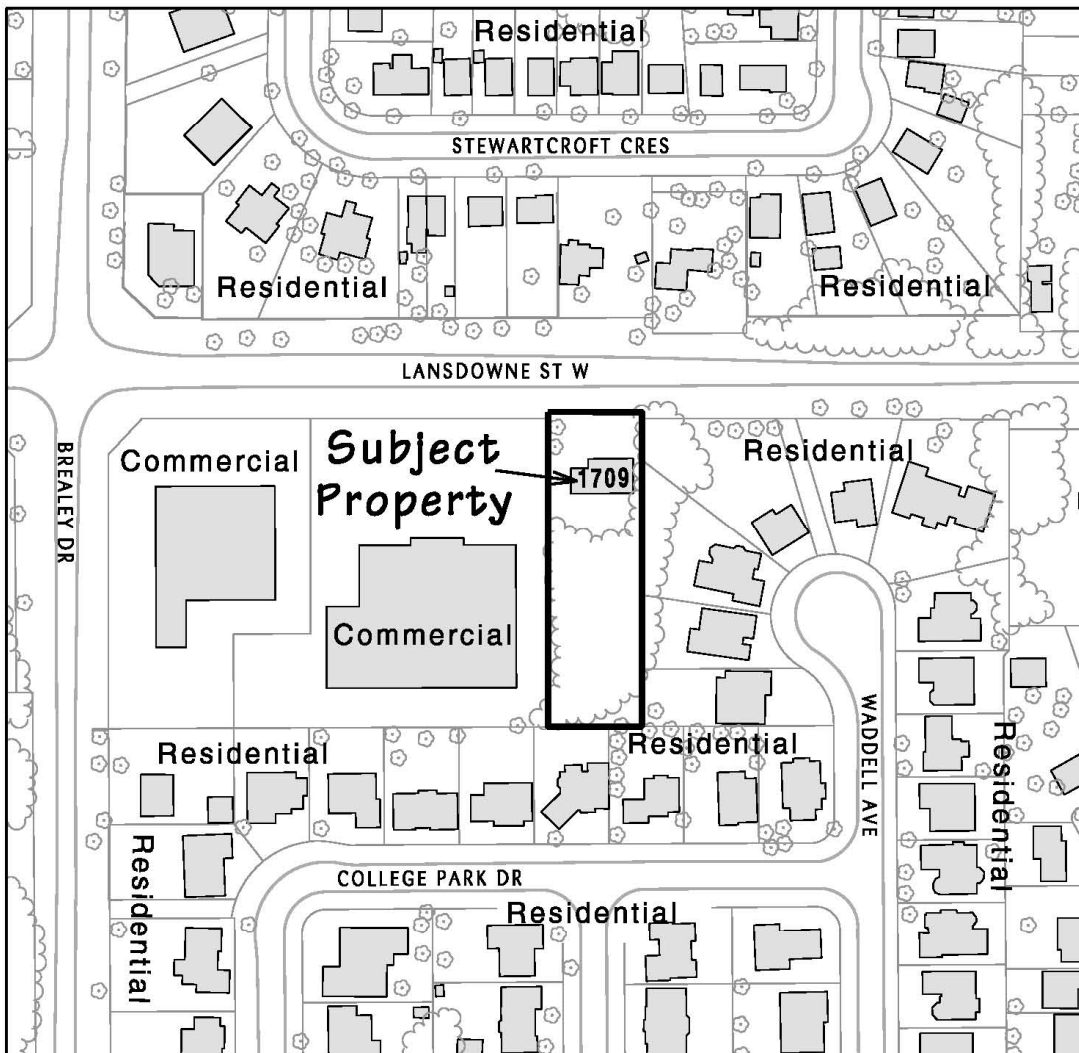 Residential
STEWARTCROFT CRES
Residential
Residential
LANSDOWNE ST W
BREALEY DR
Commercial
Subject
Property
1709
Residential
Commercial
WADDELL AVE
Residential
Residential
Residential
Residential
COLLEGE PARK DR
Residential